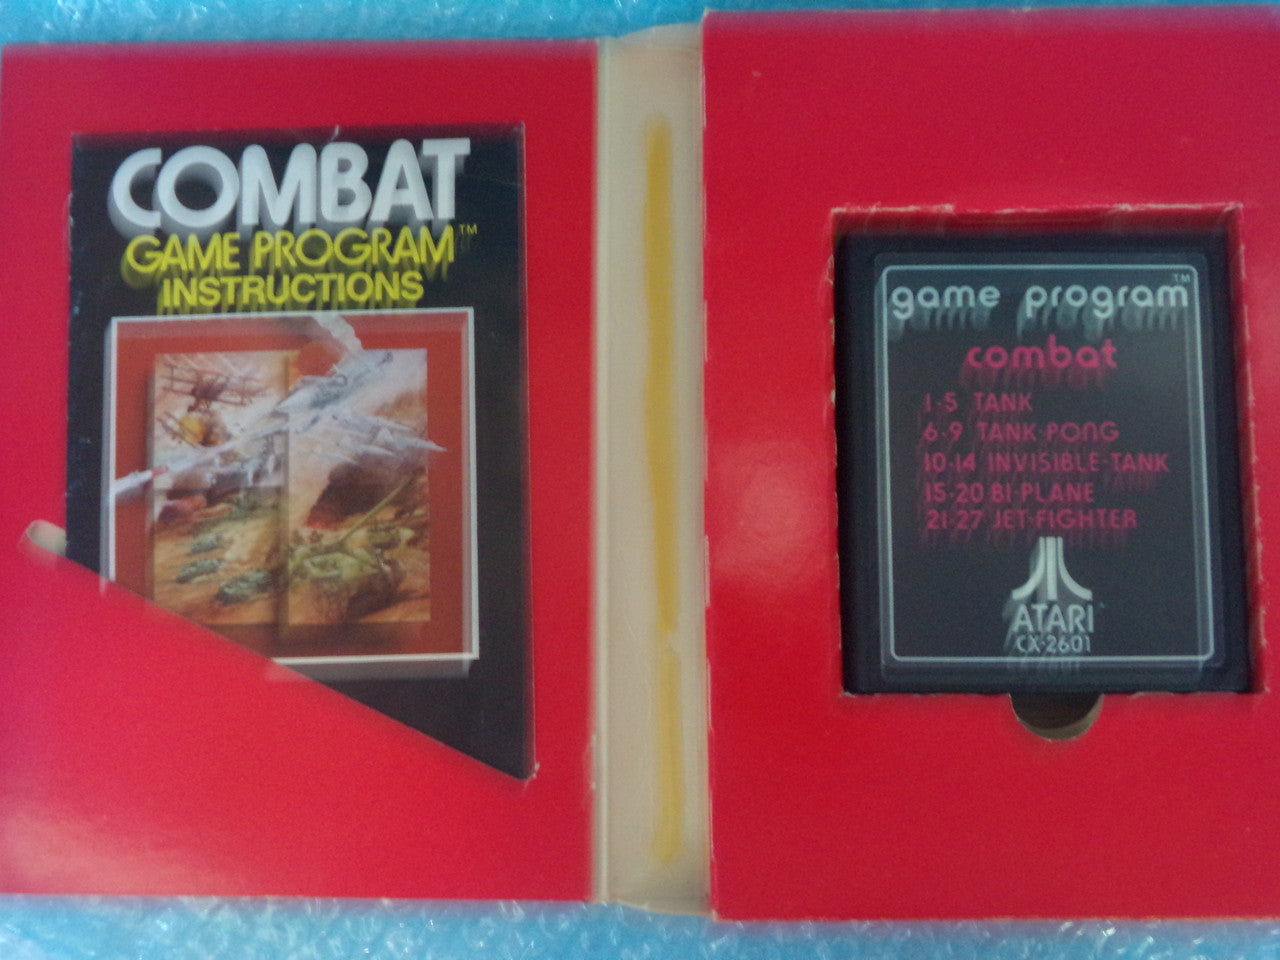 COMBAT
GAME PROGRAM™
INSTRUCTIONS
game program™
combat
1-5 TANK
6-9 TANK-PONG
10-14 INVISIBLE-TANK
15-20 BI-PLANE
21-27 JET-FIGHTER
ATARI
CX-2601